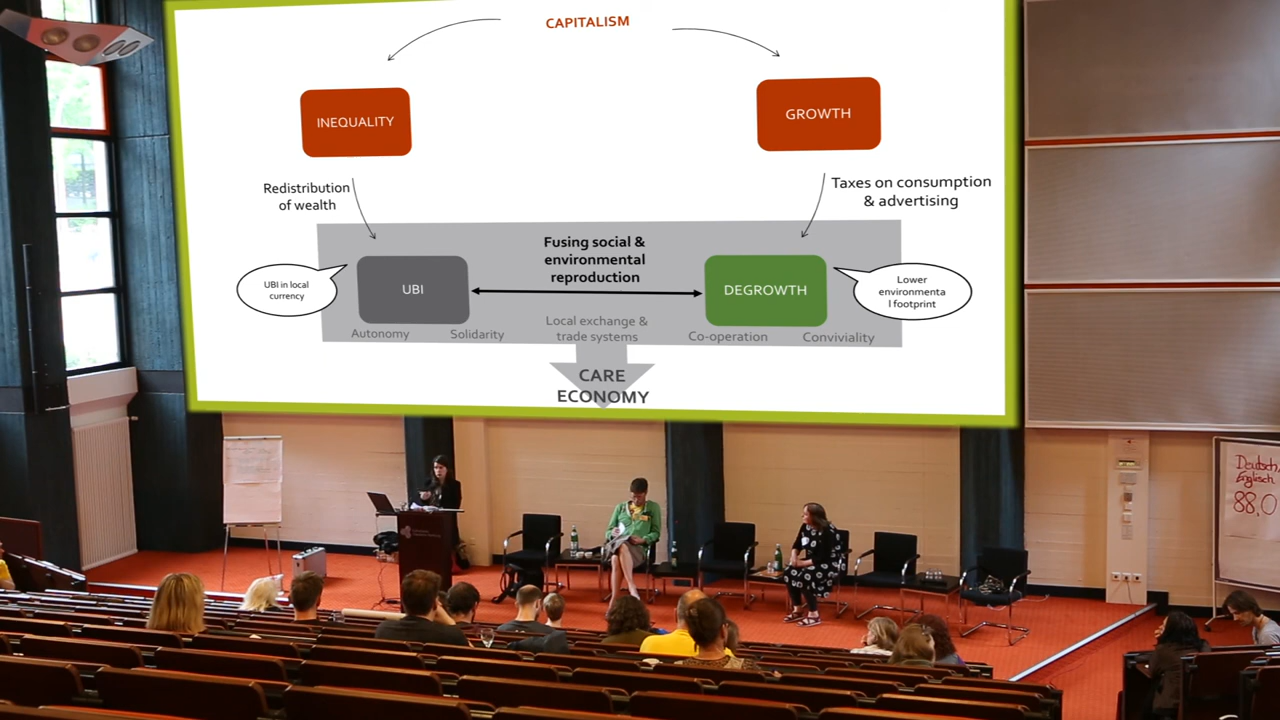 CAPITALISM
INEQUALITY
GROWTH
Redistribution
of wealth
Taxes on consumption
& advertising
Fusing social &
environmental
reproduction
UBI in local
currency
UBI
DEGROWTH
Lower
environmenta
l footprint
Autonomy
Solidarity
Local exchange &
trade systems
Co-operation
Conviviality
CARE
ECONOMY
Deutsch/
Englisch
88.0